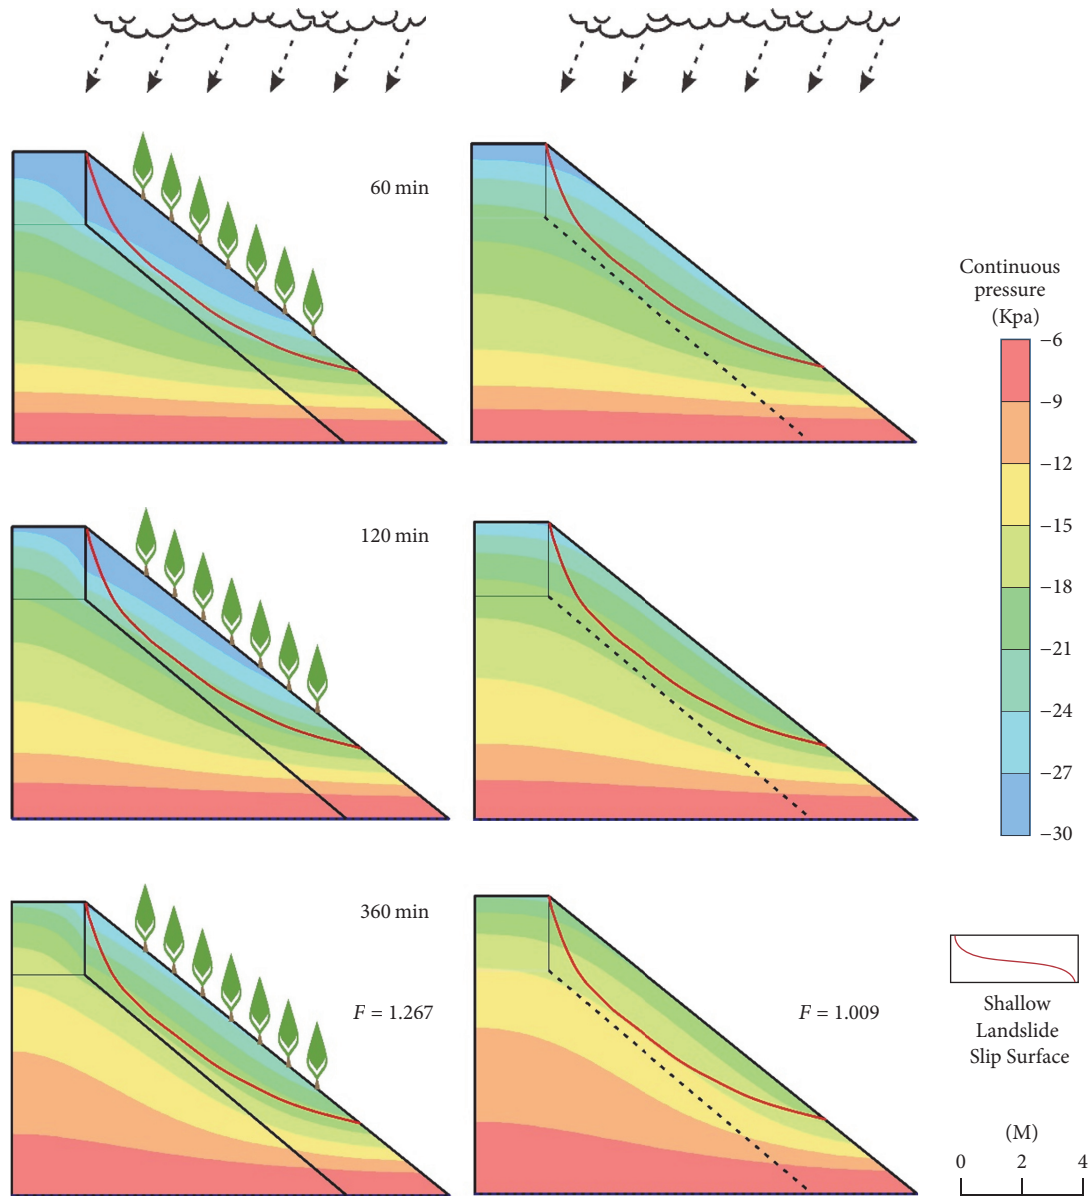 60 min
120 min
360 min
F = 1.267
F = 1.009
Continuous
pressure
(Kpa)
−6
−9
−12
−15
−18
−21
−24
−27
−30
Shallow
Landslide
Slip Surface
(M)
0 2 4